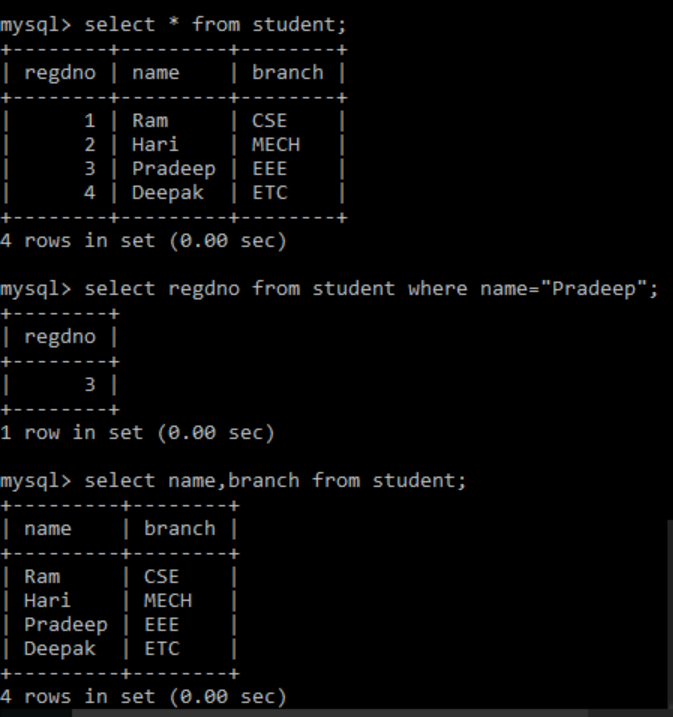 mysql> select * from student;
+--------+---------+--------+
| regdno | name    | branch |
+--------+---------+--------+
|      1 | Ram     | CSE    |
|      2 | Hari    | MECH   |
|      3 | Pradeep | EEE    |
|      4 | Deepak  | ETC    |
+--------+---------+--------+
4 rows in set (0.00 sec)

mysql> select regdno from student where name="Pradeep";
+--------+
| regdno |
+--------+
|      3 |
+--------+
1 row in set (0.00 sec)

mysql> select name,branch from student;
+---------+--------+
| name    | branch |
+---------+--------+
| Ram     | CSE    |
| Hari    | MECH   |
| Pradeep | EEE    |
| Deepak  | ETC    |
+---------+--------+
4 rows in set (0.00 sec)